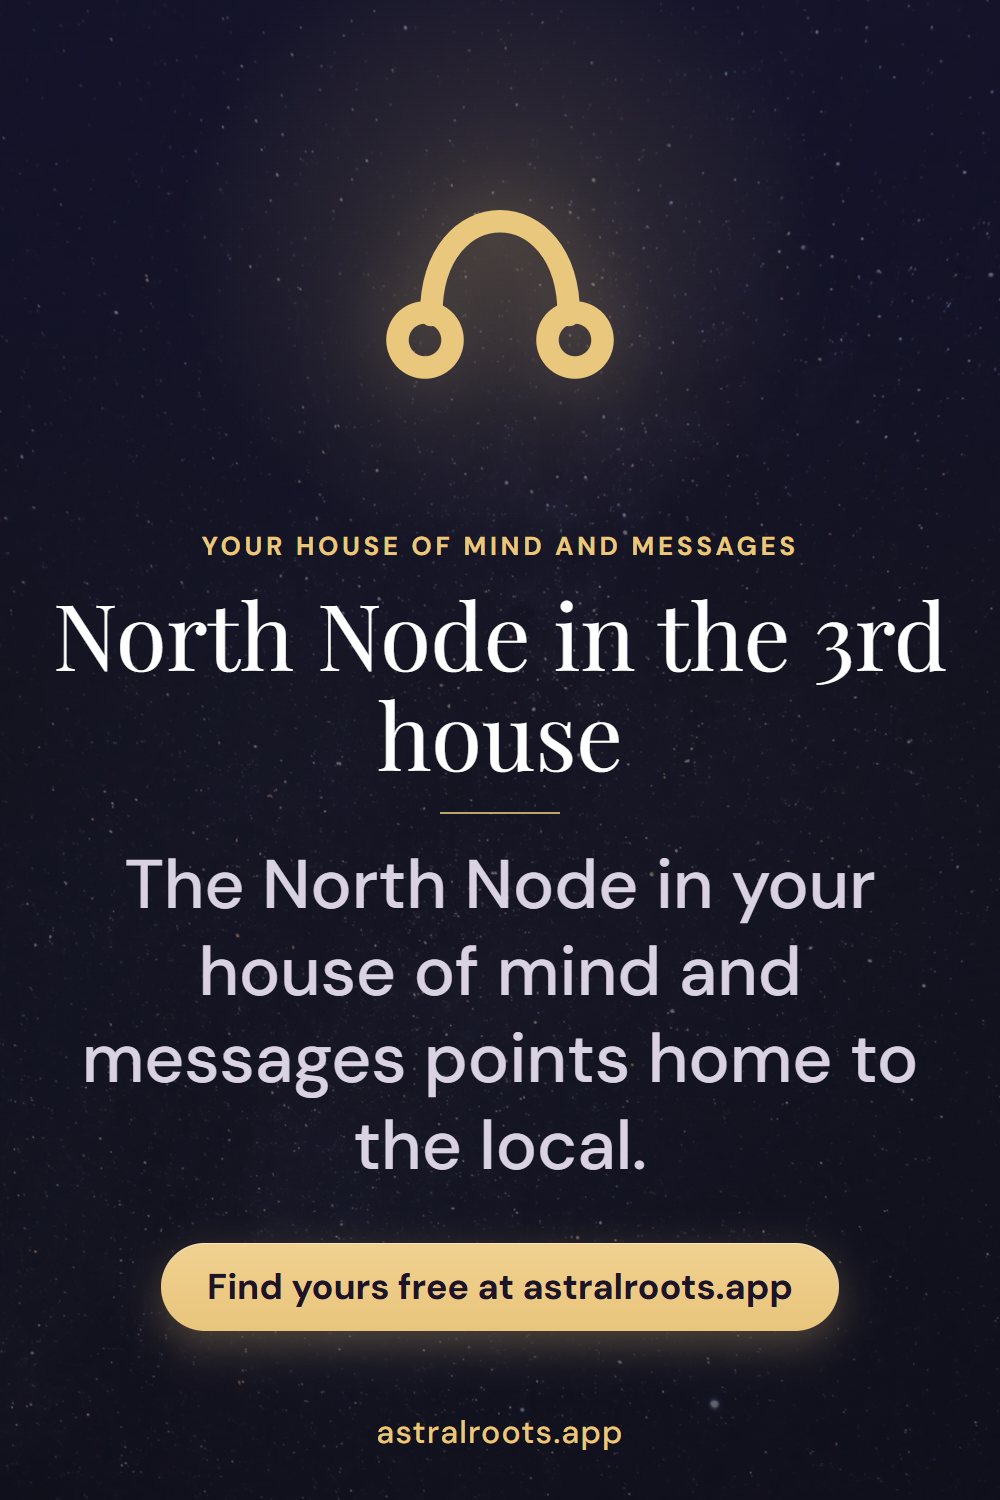 YOUR HOUSE OF MIND AND MESSAGES
North Node in the 3rd
house
The North Node in your
house of mind and
messages points home to
the local.
Find yours free at astralroots.app
astralroots.app